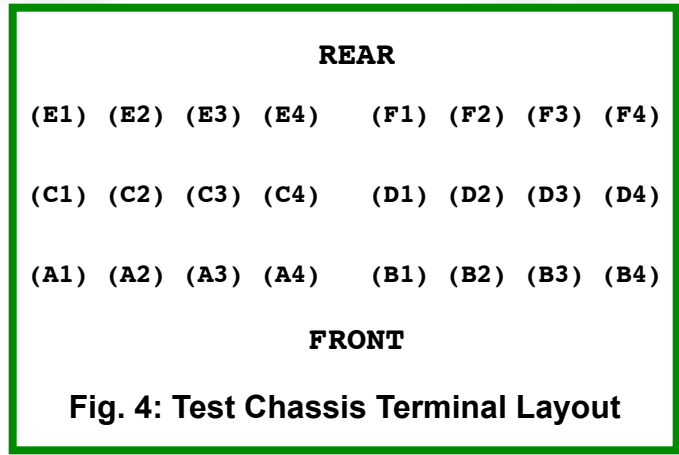 REAR
(E1) (E2) (E3) (E4) (F1) (F2) (F3) (F4)
(C1) (C2) (C3) (C4) (D1) (D2) (D3) (D4)
(A1) (A2) (A3) (A4) (B1) (B2) (B3) (B4)
FRONT
Fig. 4: Test Chassis Terminal Layout